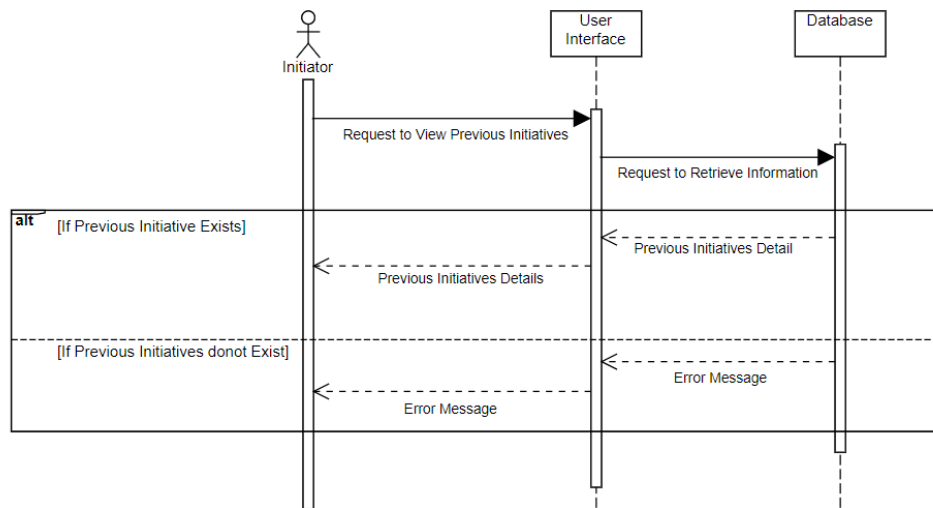 User
Interface
Database
Initiator
Request to View Previous Initiatives
Request to Retrieve Information
alt
[If Previous Initiative Exists]
Previous Initiatives Detail
Previous Initiatives Details
[If Previous Initiatives donot Exist]
Error Message
Error Message